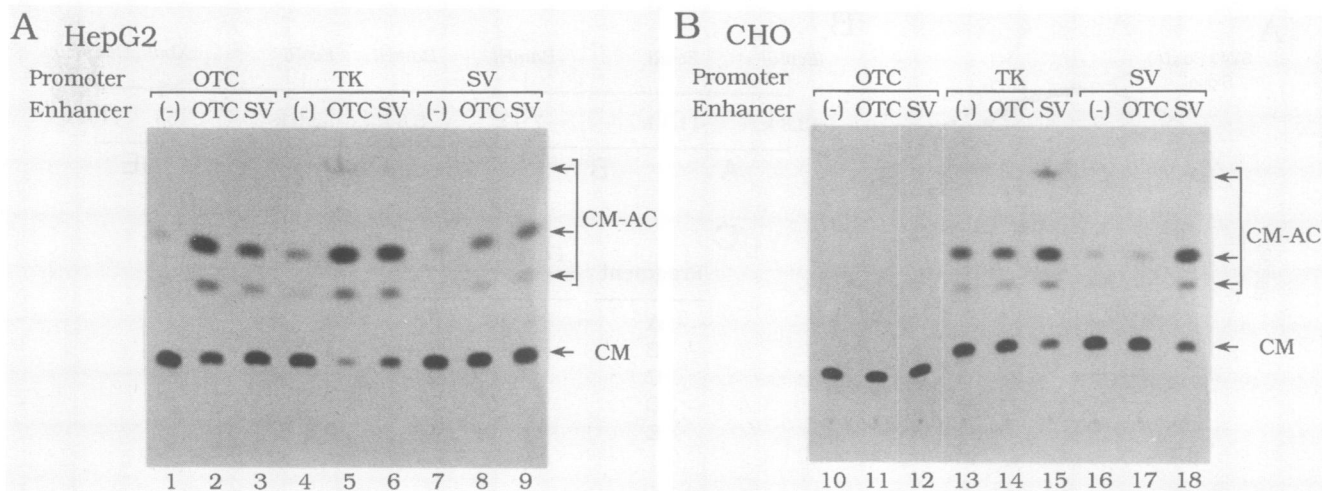 A HepG2
Promoter OTC TK SV
Enhancer (-) OTC SV (-) OTC SV (-) OTC SV
CM-AC
CM
1 2 3 4 5 6 7 8 9
B CHO
Promoter OTC TK SV
Enhancer (-) OTC SV (-) OTC SV (-) OTC SV
CM-AC
CM
10 11 12 13 14 15 16 17 18